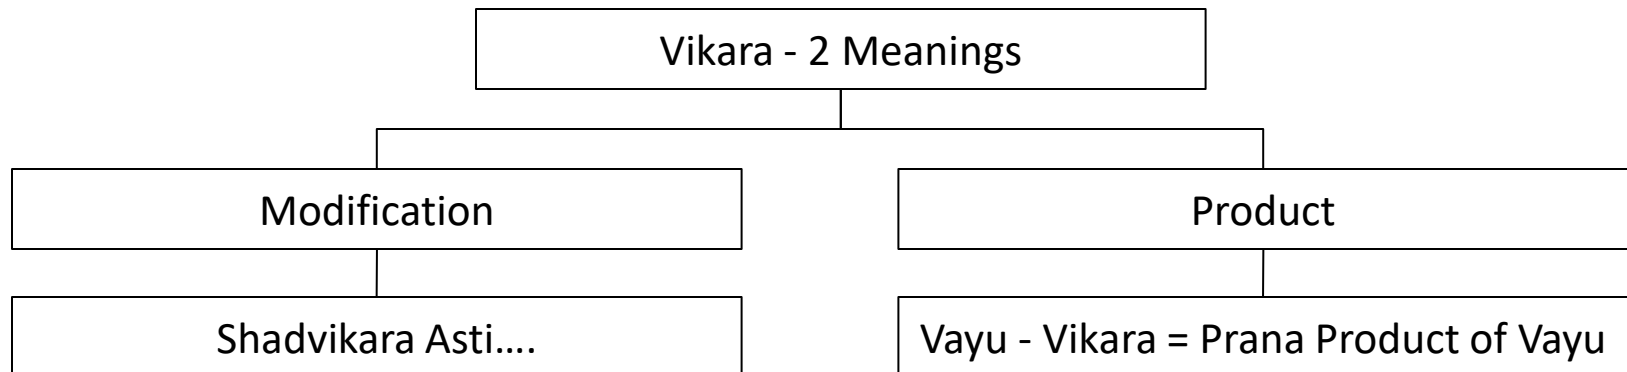 Vikara - 2 Meanings
Modification
Product
Shadvikara Asti....
Vayu - Vikara = Prana Product of Vayu